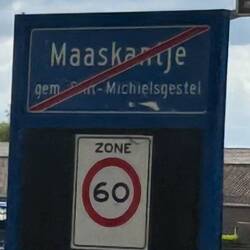 Maaskantje
gem. Sint-Michielsgestel
ZONE
60